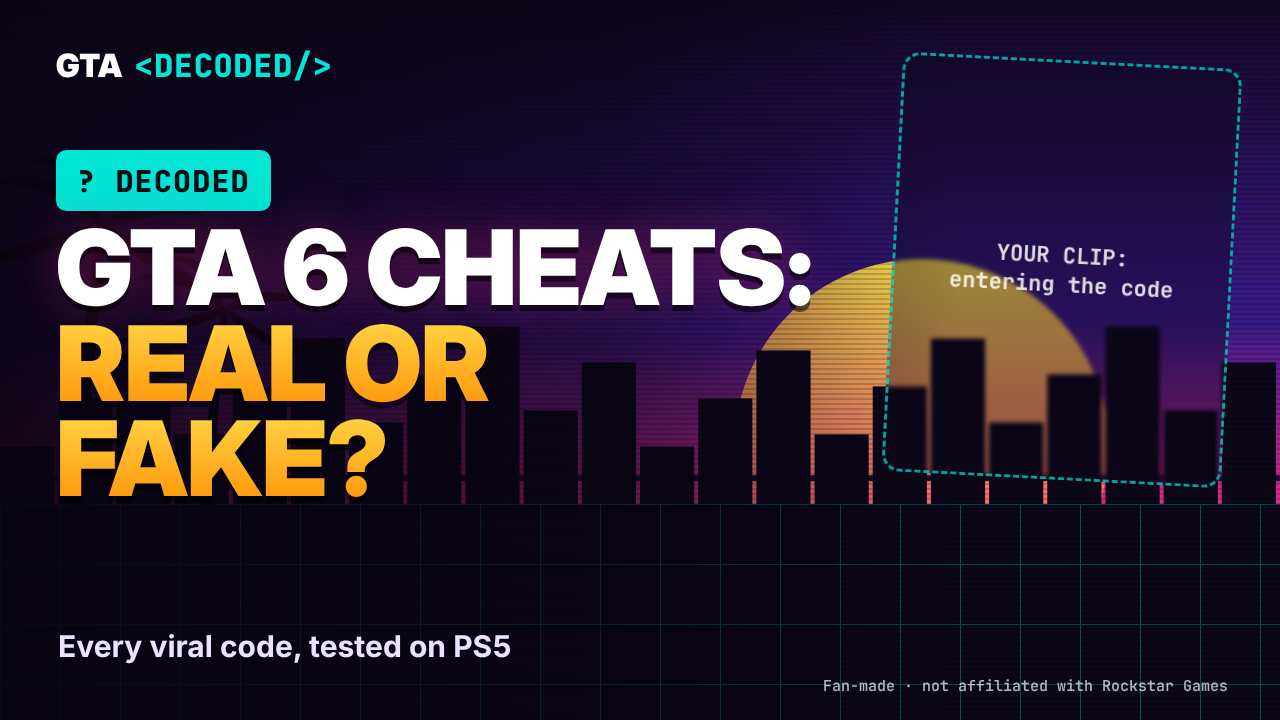 GTA <DECODED/>
? DECODED
GTA 6 CHEATS:
REAL OR
FAKE?
YOUR CLIP:
entering the code
Every viral code, tested on PS5
Fan-made · not affiliated with Rockstar Games